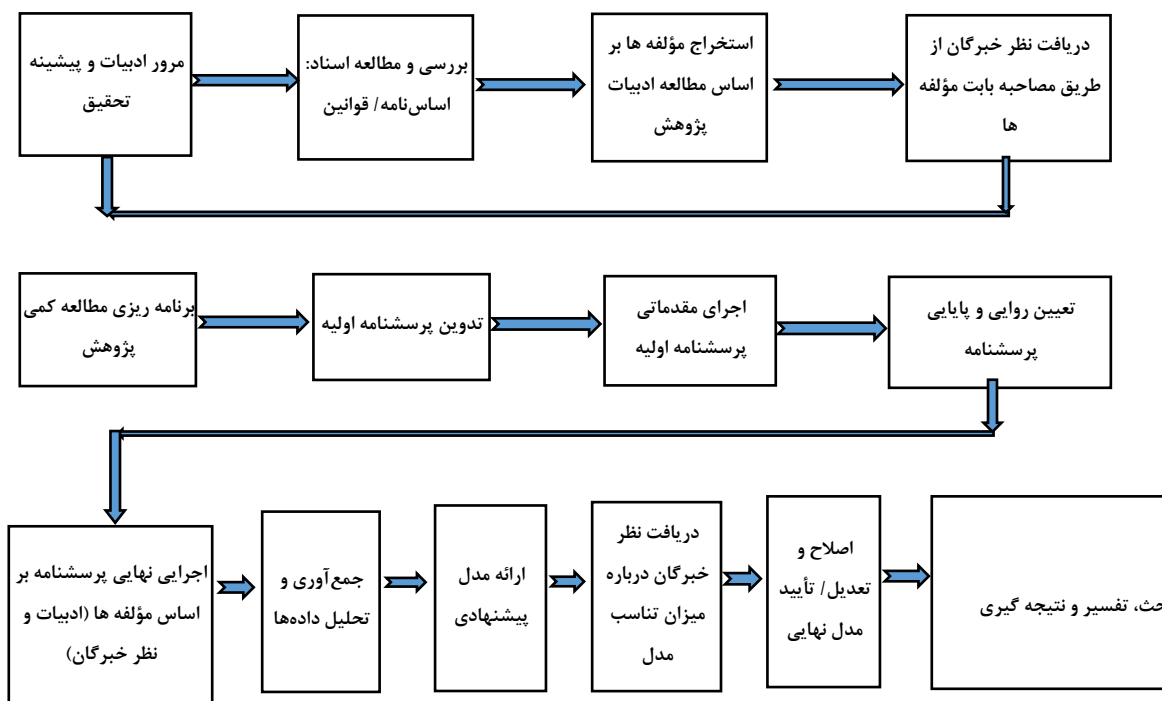 مرور ادبیات و پیشینه
تحقیق
بررسی و مطالعه اسناد:
اساس‌نامه/ قوانین
استخراج مؤلفه ها بر
اساس مطالعه ادبیات
پژوهش
دریافت نظر خبرگان از
طریق مصاحبه بابت مؤلفه
ها
برنامه ریزی مطالعه کمی
پژوهش
تدوین پرسشنامه اولیه
اجرای مقدماتی
پرسشنامه اولیه
تعیین روایی و پایایی
پرسشنامه
اجرایی نهایی پرسشنامه بر
اساس مؤلفه ها (ادبیات و
نظر خبرگان)
جمع‌آوری و
تحلیل داده‌ها
ارائه مدل
پیشنهادی
دریافت نظر
خبرگان درباره
میزان تناسب
مدل
اصلاح و
تعدیل/ تأیید
مدل نهایی
حث، تفسیر و نتیجه گیری